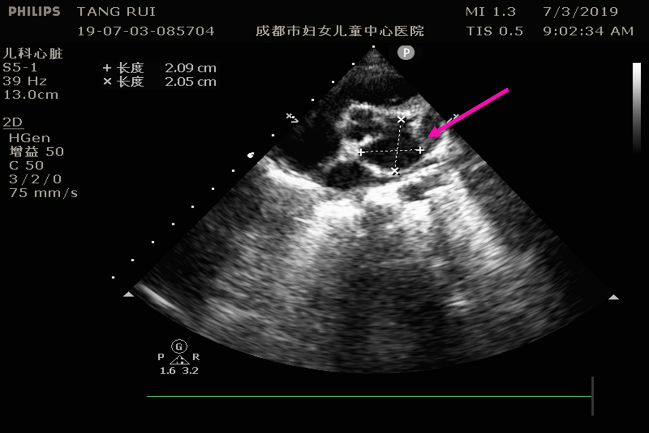 PHILIPS TANG RUI MI 1.3 7/3/2019
19-07-03-085704 成都市妇女儿童中心医院 TIS 0.5 9:02:34 AM
儿科心脏
S5-1
39 Hz
13.0cm
+ 长度 2.09 cm
× 长度 2.05 cm
P
2D
HGen
增益 50
C 50
3/2/0
75 mm/s
G
P R
1.6 3.2